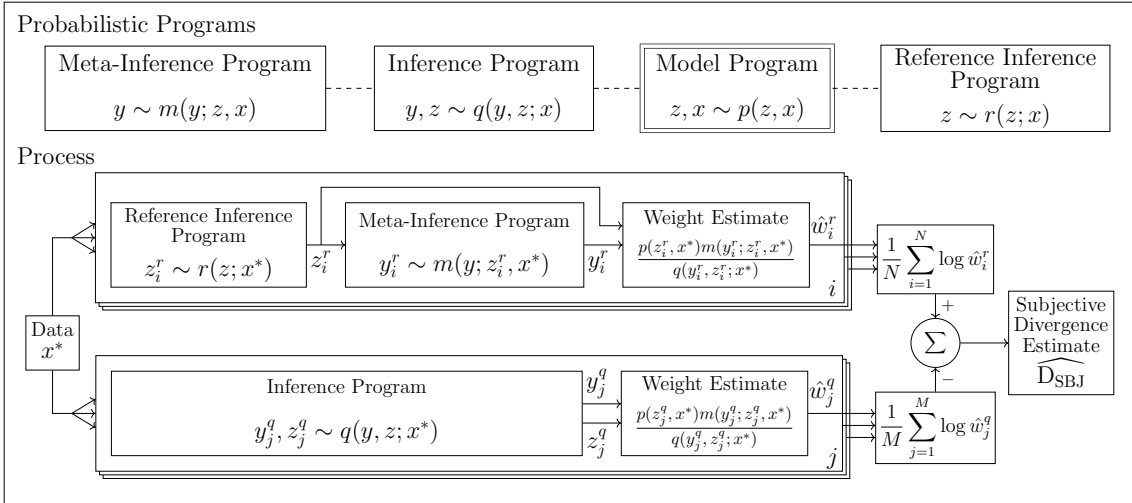 Probabilistic Programs
Meta-Inference Program
y ∼ m(y; z, x)
Inference Program
y, z ∼ q(y, z; x)
Model Program
z, x ∼ p(z, x)
Reference Inference
Program
z ∼ r(z; x)
Process
Data
x*
Reference Inference
Program
z_i^r ∼ r(z; x*)
z_i^r
Meta-Inference Program
y_i^r ∼ m(y; z_i^r, x*)
y_i^r
Weight Estimate
p(z_i^r, x*)m(y_i^r; z_i^r, x*)
q(y_i^r, z_i^r; x*)
ŵ_i^r
i
1/N ∑_{i=1}^N log ŵ_i^r
+
∑
−
Subjective
Divergence
Estimate
\widehat{D_SBJ}
Inference Program
y_j^q, z_j^q ∼ q(y, z; x*)
y_j^q
z_j^q
Weight Estimate
p(z_j^q, x*)m(y_j^q; z_j^q, x*)
q(y_j^q, z_j^q; x*)
ŵ_j^q
j
1/M ∑_{j=1}^M log ŵ_j^q